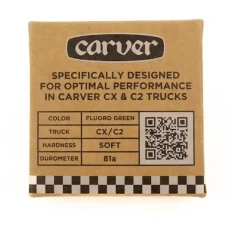 carver
SPECIFICALLY DESIGNED
FOR OPTIMAL PERFORMANCE
IN CARVER CX & C2 TRUCKS
COLOR FLUORO GREEN
TRUCK CX/C2
HARDNESS SOFT
DUROMETER 81a